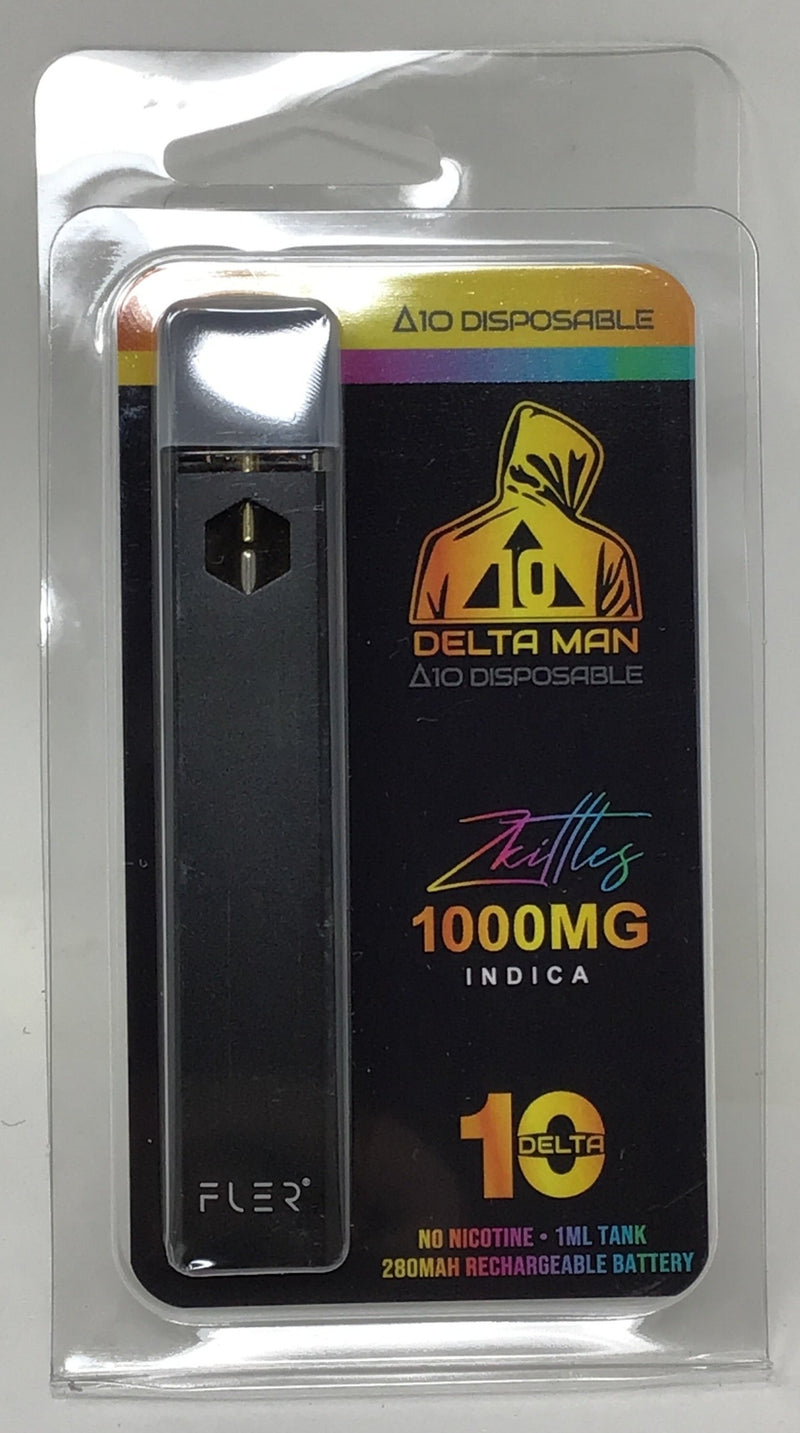 Δ10 DISPOSABLE
10
DELTA MAN
Δ10 DISPOSABLE
Zkittles
1000MG
INDICA
10
DELTA
NO NICOTINE • 1ML TANK
280MAH RECHARGEABLE BATTERY
FLER®